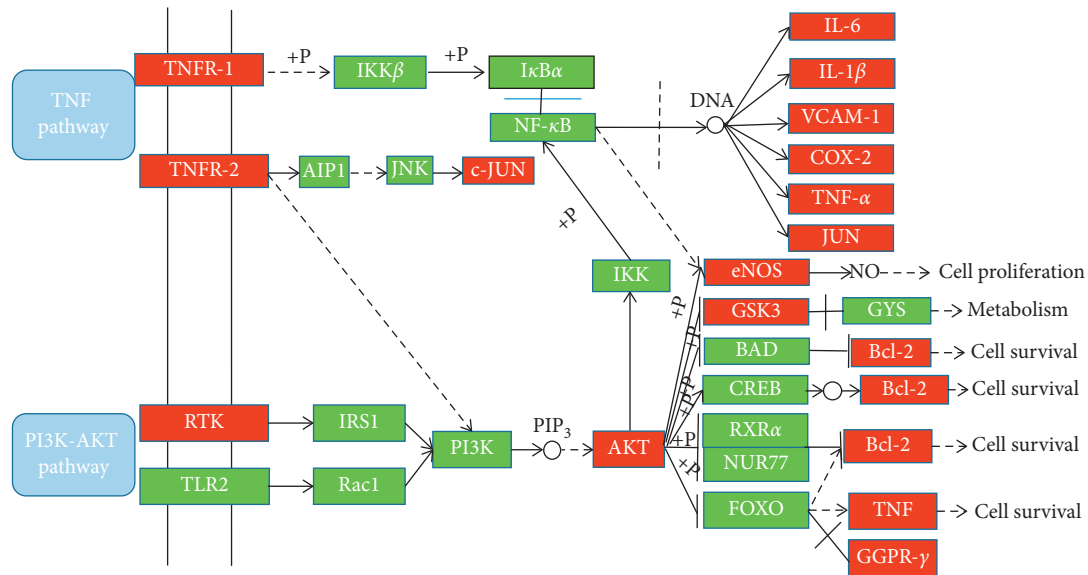 IL-6
TNFR-1
+P
IKKβ
+P
IκBα
IL-1β
TNF
pathway
DNA
NF-κB
VCAM-1
TNFR-2
AIP1
JNK
c-JUN
COX-2
TNF-α
+P
JUN
IKK
eNOS
NO
Cell proliferation
+P
GSK3
GYS
Metabolism
+P
BAD
Bcl-2
Cell survival
+P
CREB
Bcl-2
Cell survival
+P
RTK
IRS1
PIP3
RXRα
PI3K-AKT
pathway
PI3K
AKT
+P
Bcl-2
Cell survival
NUR77
TLR2
Rac1
+P
FOXO
TNF
Cell survival
GGPR-γ